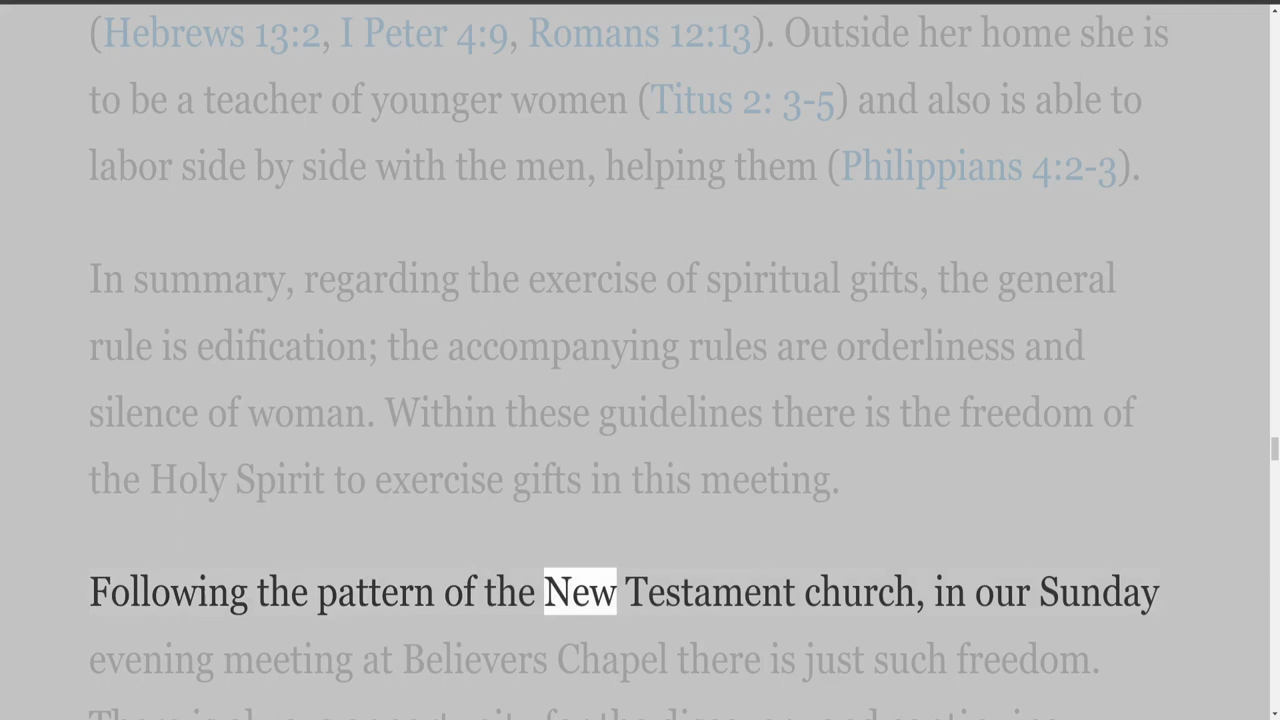 (Hebrews 13:2, I Peter 4:9, Romans 12:13). Outside her home she is
to be a teacher of younger women (Titus 2: 3-5) and also is able to
labor side by side with the men, helping them (Philippians 4:2-3).
In summary, regarding the exercise of spiritual gifts, the general
rule is edification; the accompanying rules are orderliness and
silence of woman. Within these guidelines there is the freedom of
the Holy Spirit to exercise gifts in this meeting.
Following the pattern of the New Testament church, in our Sunday
evening meeting at Believers Chapel there is just such freedom.